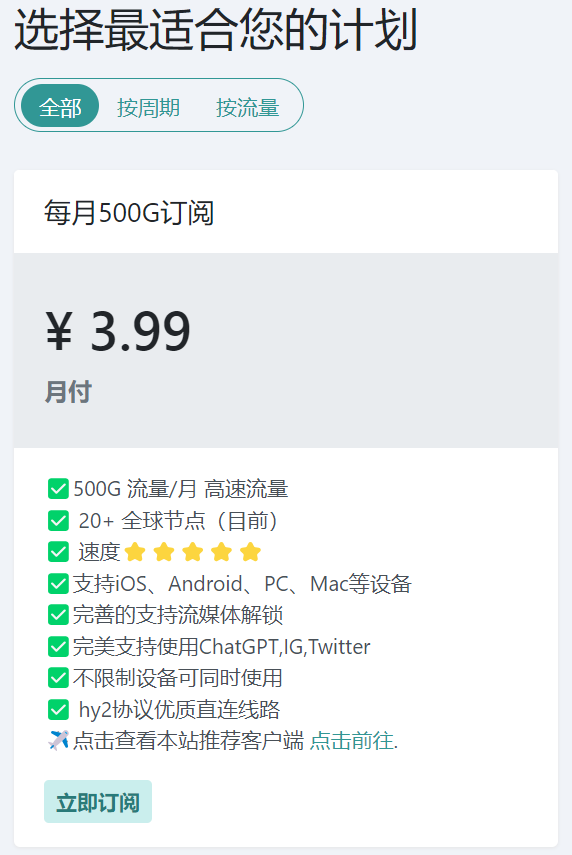 选择最适合您的计划
全部 按周期 按流量
每月500G订阅
¥ 3.99
月付
✅500G 流量/月 高速流量
✅ 20+ 全球节点（目前）
✅ 速度⭐⭐⭐⭐⭐
✅支持iOS、Android、PC、Mac等设备
✅完善的支持流媒体解锁
✅完美支持使用ChatGPT,IG,Twitter
✅不限制设备可同时使用
✅ hy2协议优质直连线路
✈️点击查看本站推荐客户端 点击前往.
立即订阅